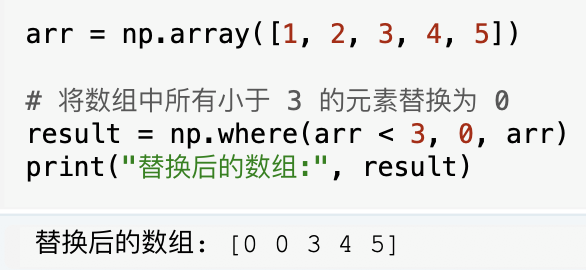 arr = np.array([1, 2, 3, 4, 5])
# 将数组中所有小于 3 的元素替换为 0
result = np.where(arr < 3, 0, arr)
print("替换后的数组:", result)
替换后的数组: [0 0 3 4 5]